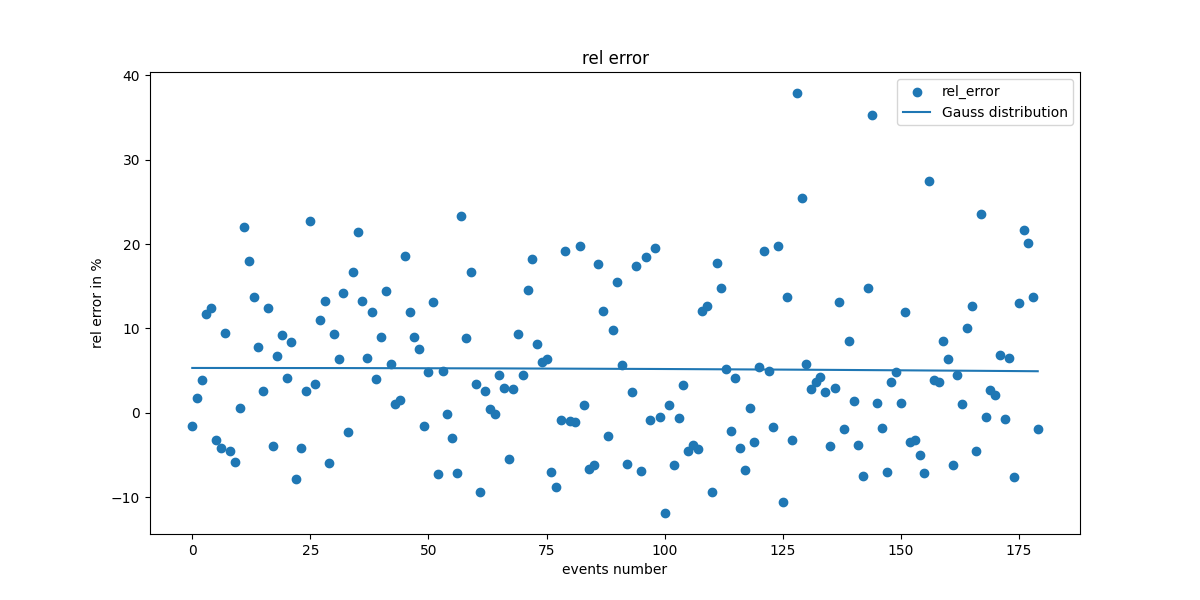 rel error
40
30
20
10
0
−10
rel error in %
rel_error
Gauss distribution
0 25 50 75 100 125 150 175
events number